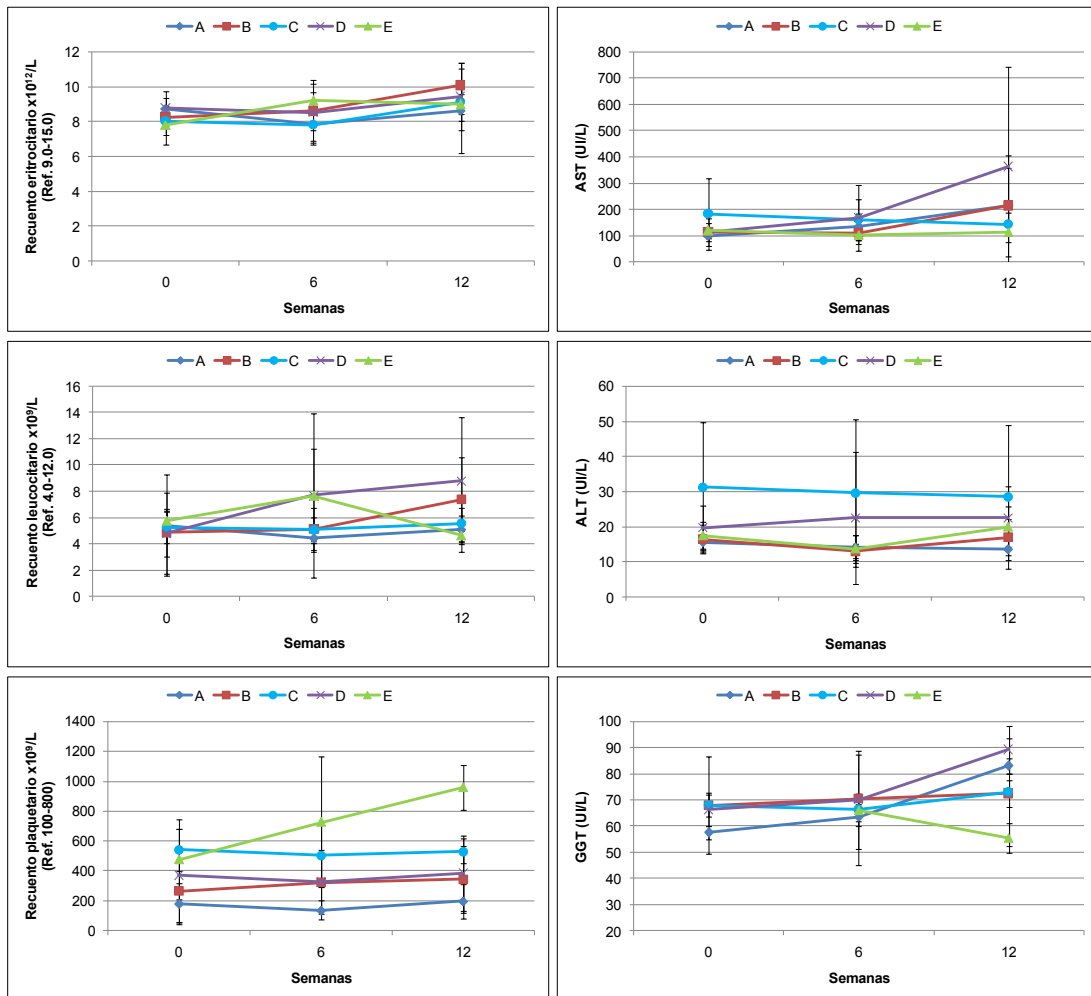 A B C D E
Recuento eritrocitario x10¹²/L
(Ref. 9.0-15.0)
12
10
8
6
4
2
0
0 6 12
Semanas
A B C D E
AST (UI/L)
800
700
600
500
400
300
200
100
0
0 6 12
Semanas
A B C D E
Recuento leucocitario x10⁹/L
(Ref. 4.0-12.0)
16
14
12
10
8
6
4
2
0
0 6 12
Semanas
A B C D E
ALT (UI/L)
60
50
40
30
20
10
0
0 6 12
Semanas
A B C D E
Recuento plaquetario x10⁹/L
(Ref. 100-800)
1400
1200
1000
800
600
400
200
0
0 6 12
Semanas
A B C D E
GGT (UI/L)
100
90
80
70
60
50
40
30
20
0 6 12
Semanas